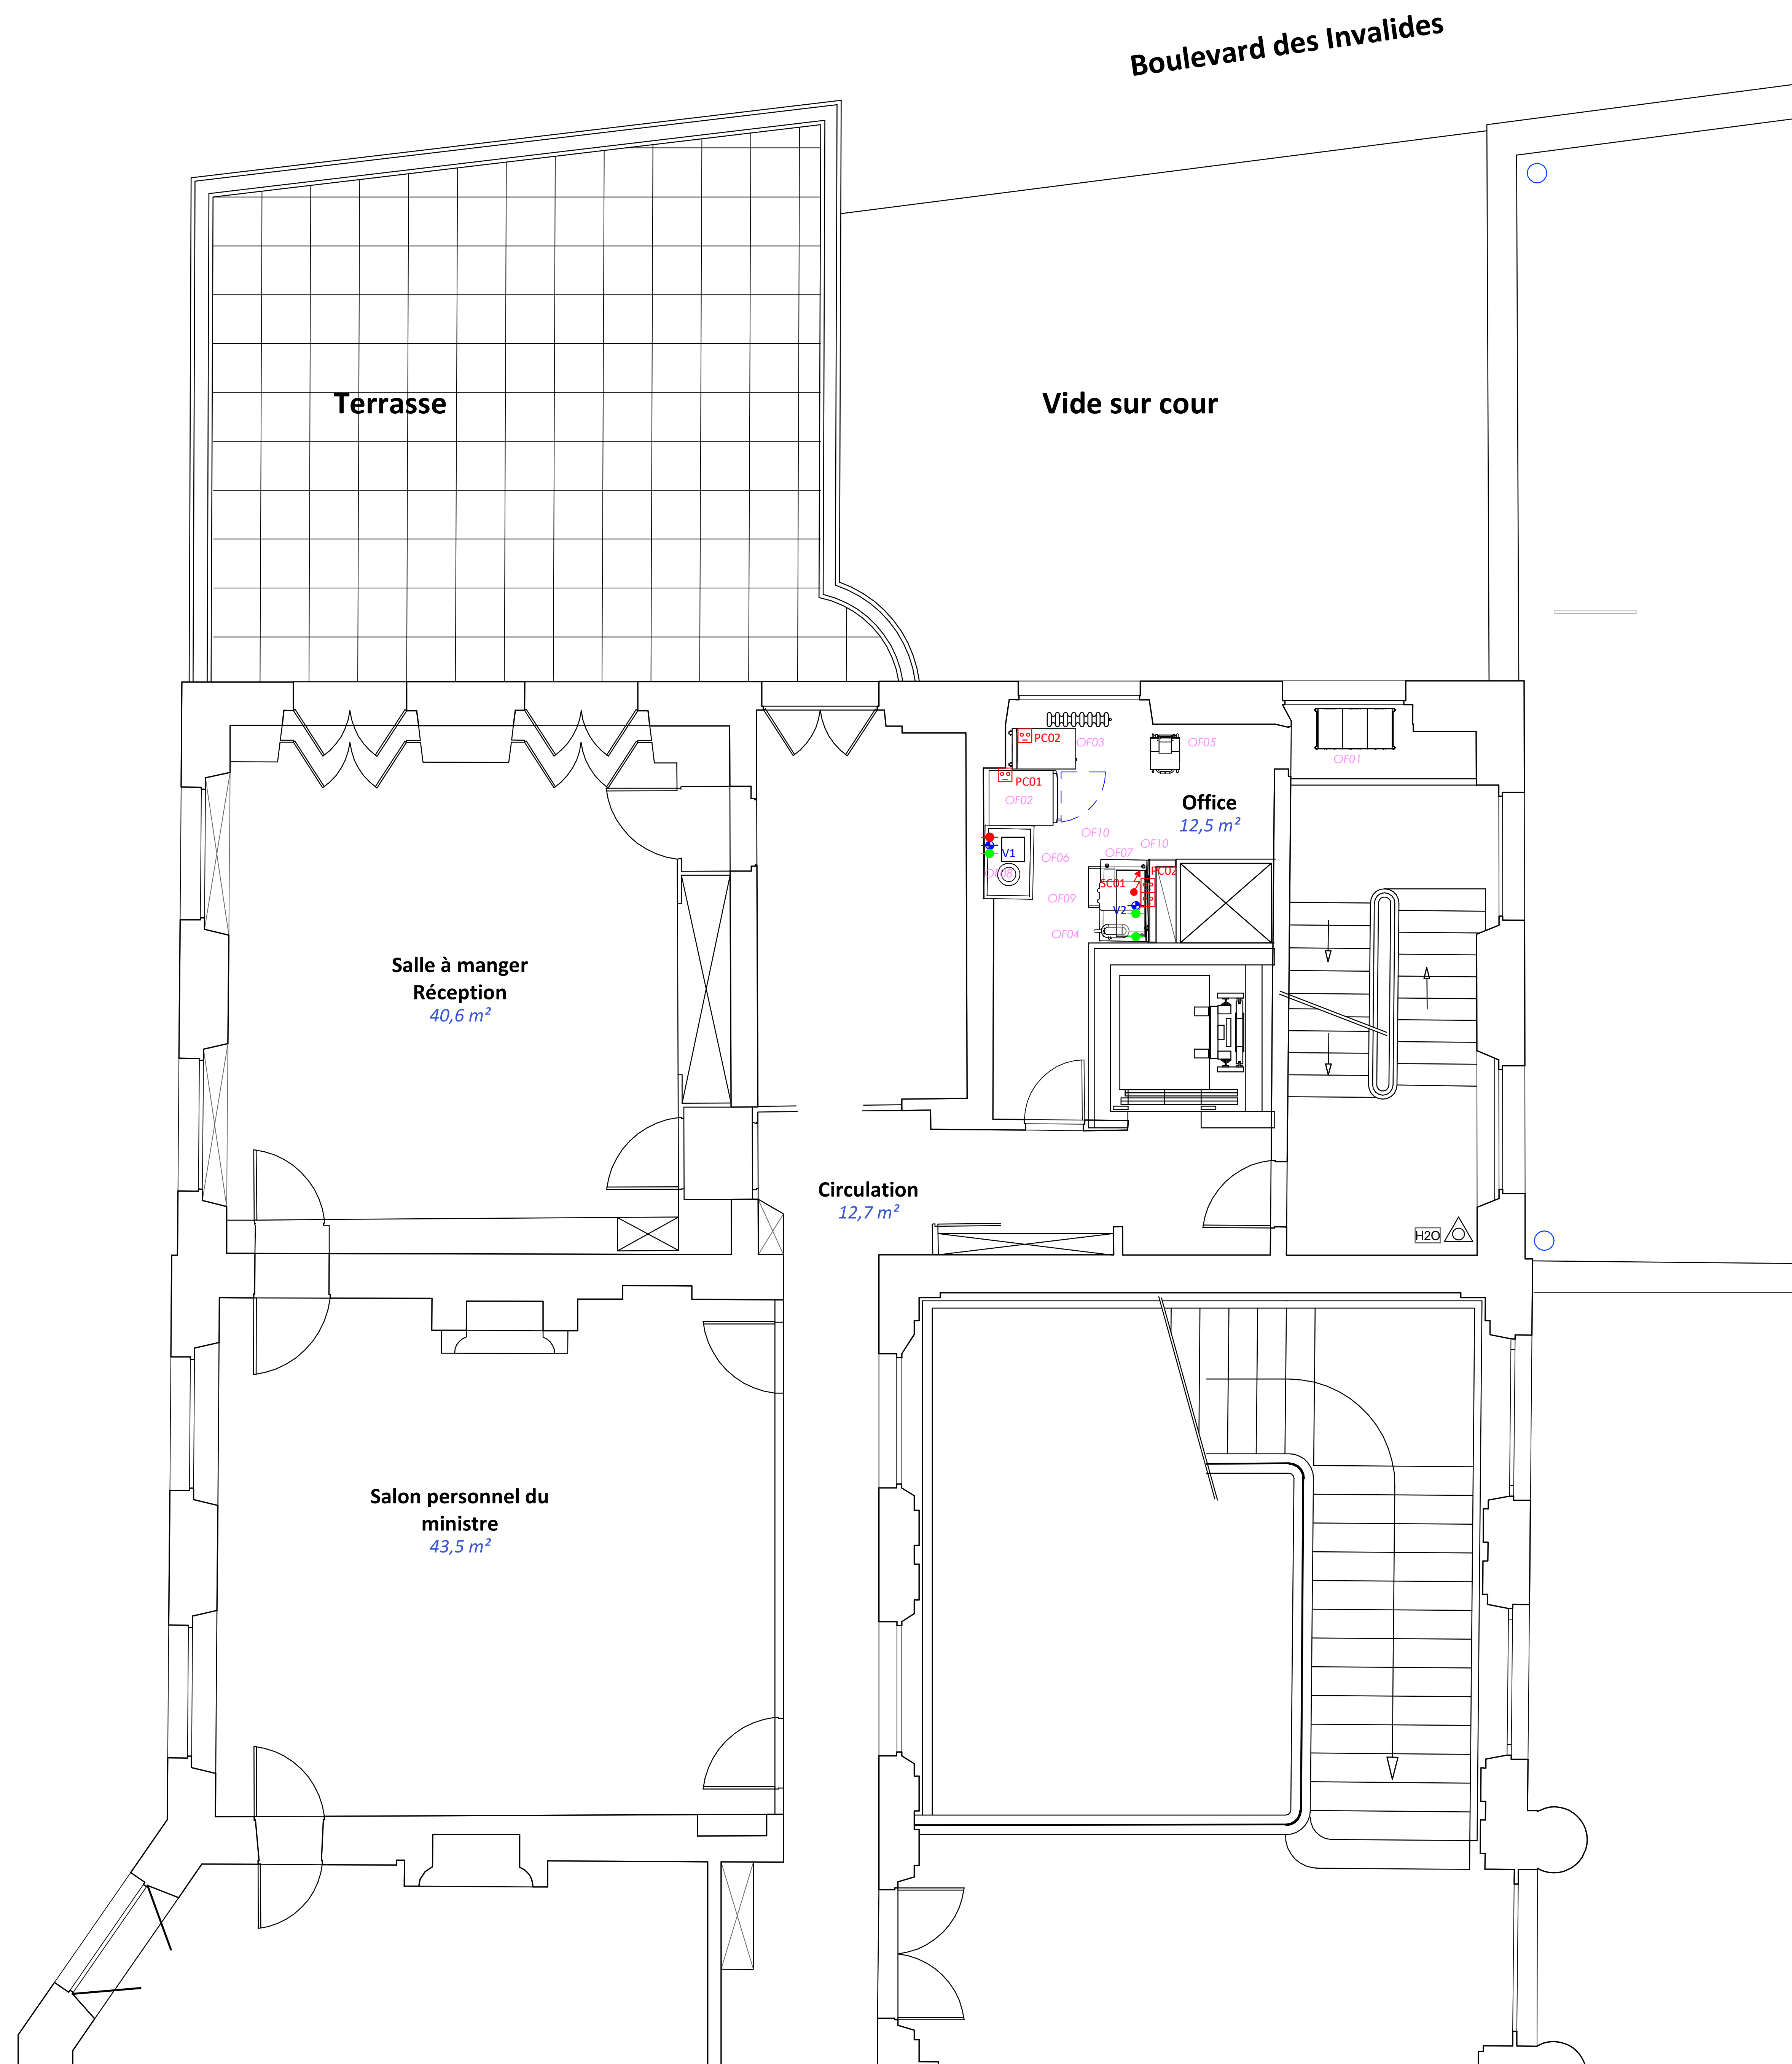 Boulevard des Invalides
Terrasse
Vide sur cour
PC02
OF03
OF05
OF01
PC01
OF02
Office
12,5 m²
OF10
OF10
V1
OF06
OF07
OF08
PC02
SC01
OF09
V2
OF04
Salle à manger
Réception
40,6 m²
Circulation
12,7 m²
H2O
Salon personnel du
ministre
43,5 m²